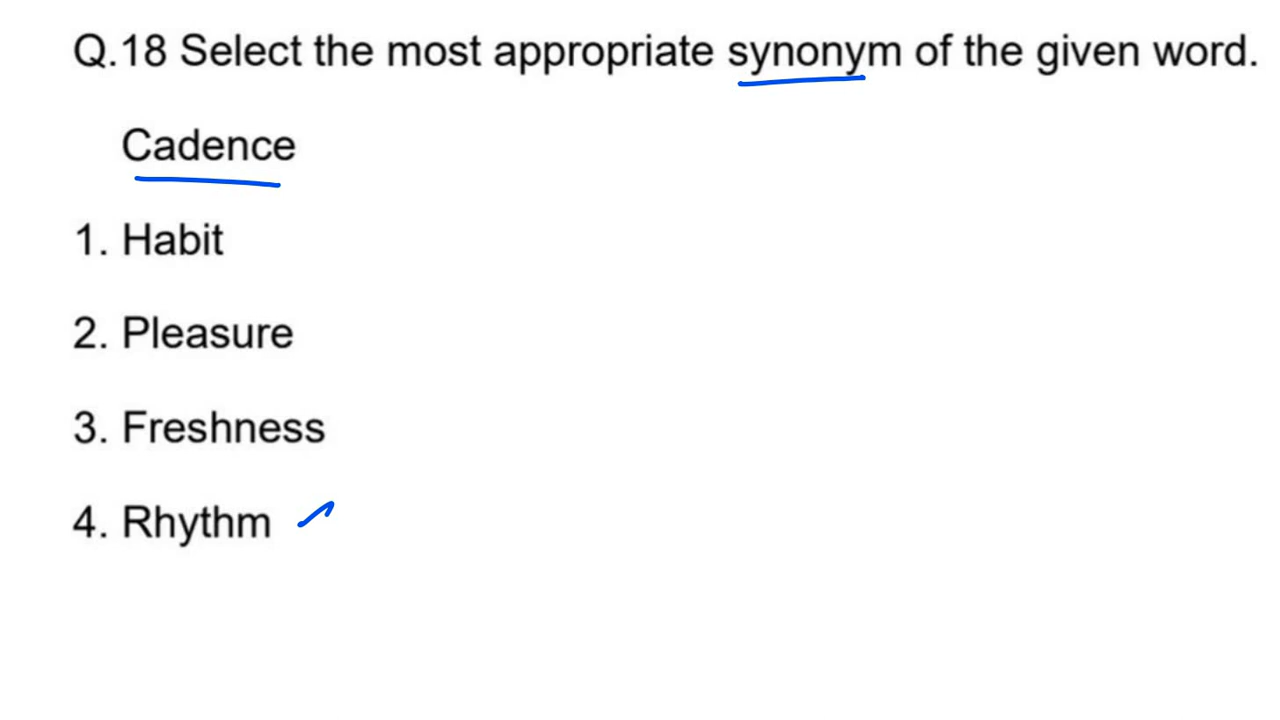 Q.18 Select the most appropriate synonym of the given word.
Cadence
1. Habit
2. Pleasure
3. Freshness
4. Rhythm